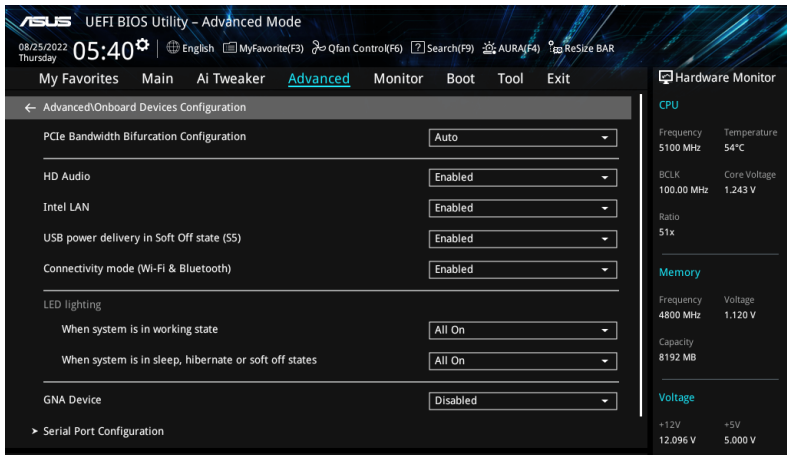 ASUS UEFI BIOS Utility – Advanced Mode
08/25/2022 Thursday 05:40 English MyFavorite(F3) Qfan Control(F6) ? Search(F9) AURA(F4) ReSize BAR
My Favorites Main Ai Tweaker Advanced Monitor Boot Tool Exit
Hardware Monitor
← Advanced\Onboard Devices Configuration
PCIe Bandwidth Bifurcation Configuration Auto
HD Audio Enabled
Intel LAN Enabled
USB power delivery in Soft Off state (S5) Enabled
Connectivity mode (Wi-Fi & Bluetooth) Enabled
LED lighting
When system is in working state All On
When system is in sleep, hibernate or soft off states All On
GNA Device Disabled
➤ Serial Port Configuration
CPU
Frequency Temperature
5100 MHz 54°C
BCLK Core Voltage
100.00 MHz 1.243 V
Ratio
51x
Memory
Frequency Voltage
4800 MHz 1.120 V
Capacity
8192 MB
Voltage
+12V +5V
12.096 V 5.000 V